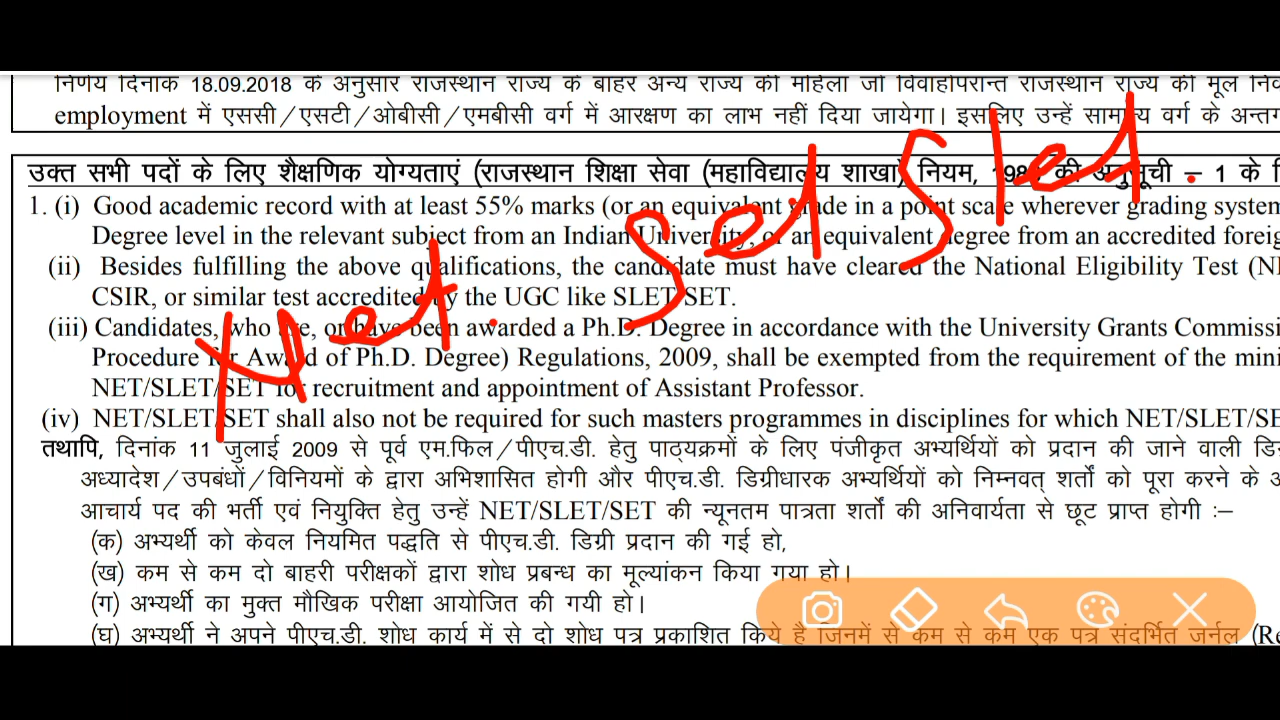 निर्णय दिनांक 18.09.2018 के अनुसार राजस्थान राज्य के बाहर अन्य राज्य की महिला जो विवाहोपरान्त राजस्थान राज्य की मूल
employment में एससी/एसटी/ओबीसी/एमबीसी वर्ग में आरक्षण का लाभ नहीं दिया जायेगा। इसलिए उन्हें सामान्य वर्ग के
उक्त सभी पदों के लिए शैक्षणिक योग्यताएं (राजस्थान शिक्षा सेवा (महाविद्यालय शाखा) नियम, की अनुसूची – 1 के
1. (i) Good academic record with at least 55% marks (or an equivalent grade in a point scale wherever grading system
Degree level in the relevant subject from an Indian University, or an equivalent degree from an accredited
(ii) Besides fulfilling the above qualifications, the candidate must have cleared the National Eligibility Test
CSIR, or similar test accredited by the UGC like SLET/SET.
(iii) Candidates, who are, or have been awarded a Ph.D. Degree in accordance with the University Grants
Procedure for Award of Ph.D. Degree) Regulations, 2009, shall be exempted from the requirement of the
NET/SLET/SET for recruitment and appointment of Assistant Professor.
(iv) NET/SLET/SET shall also not be required for such masters programmes in disciplines for which
तथापि, दिनांक 11 जुलाई 2009 से पूर्व एम.फिल/पीएच.डी. हेतु पाठ्यक्रमों के लिए पंजीकृत अभ्यर्थियों को प्रदान की जाने वाली
अध्यादेश/उपबंधों/विनियमों के द्वारा अभिशासित होगी और पीएच.डी. डिग्रीधारक अभ्यर्थियों को निम्नवत् शर्तों को पूरा करने के
आचार्य पद की भर्ती एवं नियुक्ति हेतु उन्हें NET/SLET/SET की न्यूनतम पात्रता शर्तों की अनिवार्यता से छूट प्राप्त होगी :–
(क) अभ्यर्थी को केवल नियमित पद्धति से पीएच.डी. डिग्री प्रदान की गई हो,
(ख) कम से कम दो बाहरी परीक्षकों द्वारा शोध प्रबन्ध का मूल्यांकन किया गया हो।
(ग) अभ्यर्थी का मुक्त मौखिक परीक्षा आयोजित की गयी हो।
(घ) अभ्यर्थी ने अपने पीएच.डी. शोध कार्य में से दो शोध पत्र प्रकाशित किये है जिनमें से कम से कम एक पत्र संदर्भित जर्नल
Net. Set Slet.